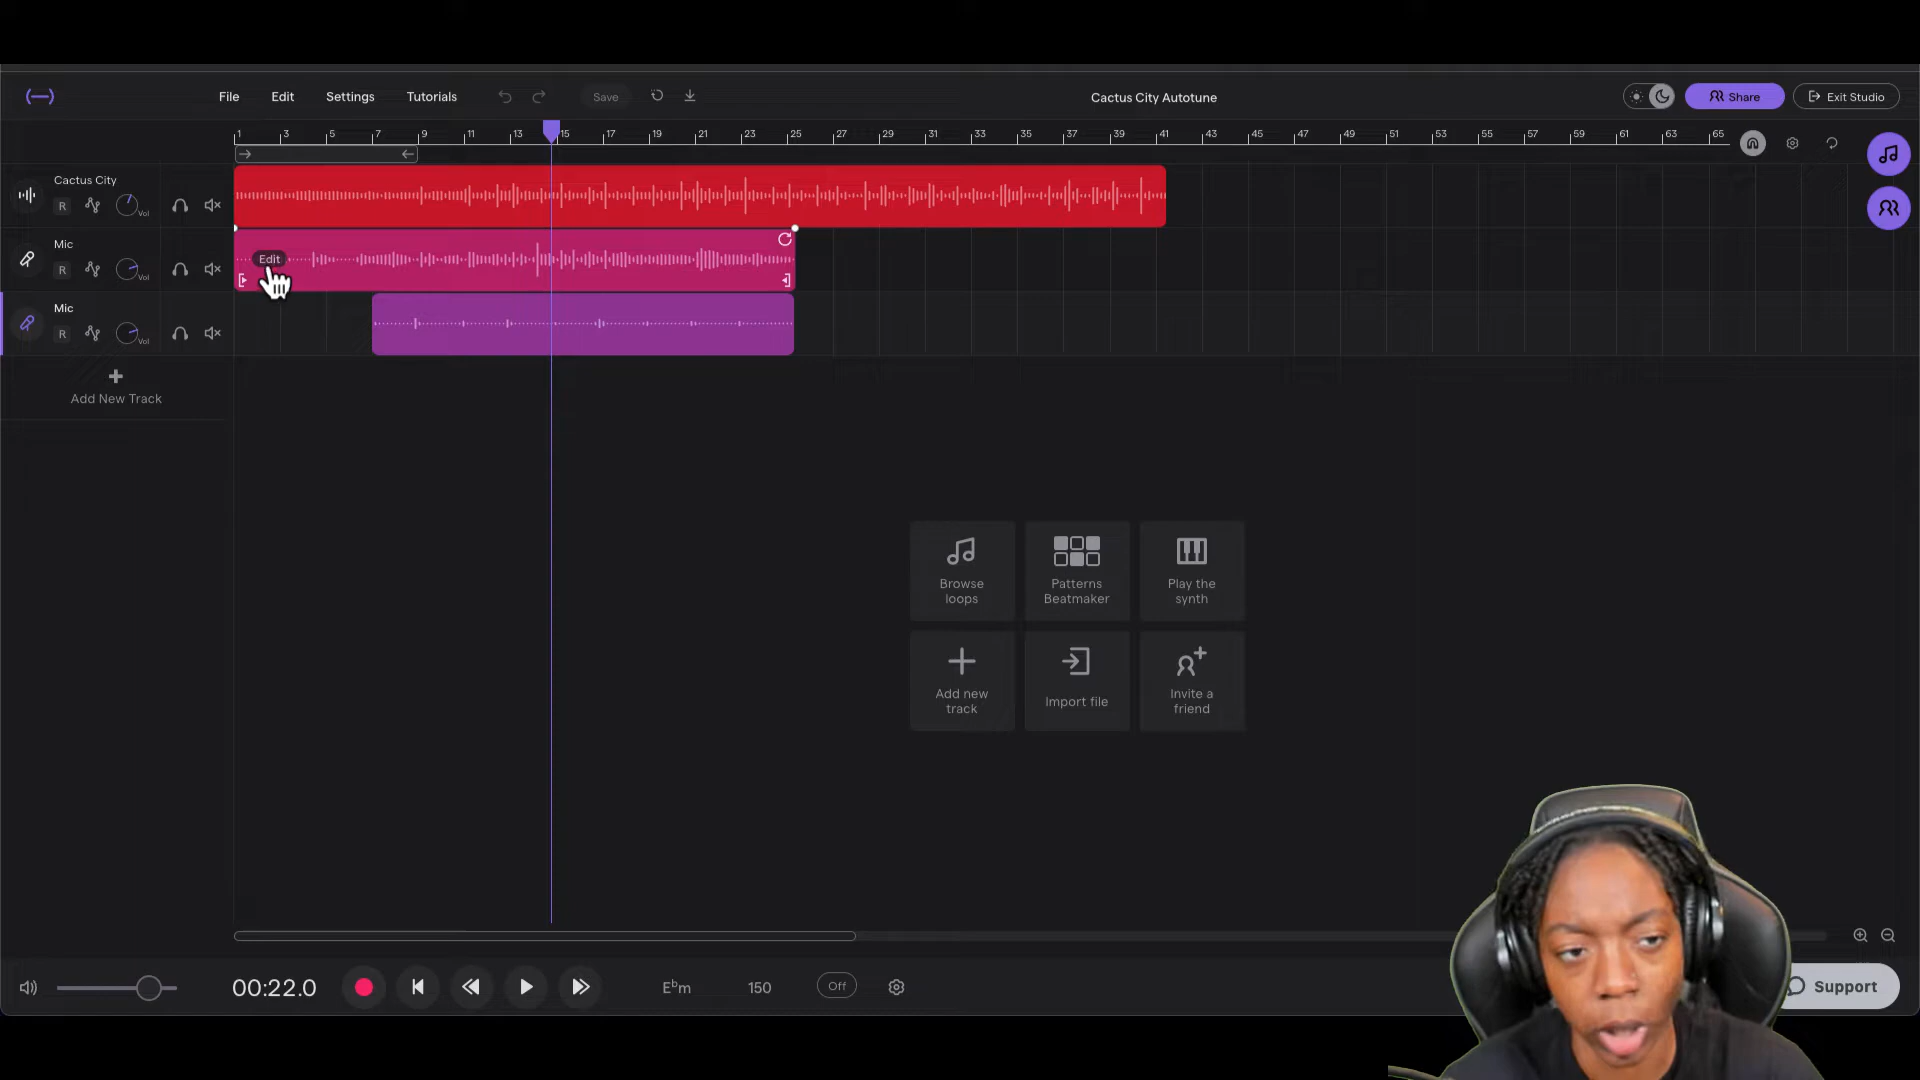 File Edit Settings Tutorials Save Cactus City Autotune Share Exit Studio
1 3 5 7 9 11 13 15 17 19 21 23 25 27 29 31 33 35 37 39 41 43 45 47 49 51 53 55 57 59 61 63 65
Cactus City
R Vol
Mic
Edit
R Vol
Mic
R Vol
Add New Track
Browse
loops
Patterns
Beatmaker
Play the
synth
Add new
track
Import file
Invite a
friend
00:22.0 E♭m 150 Off Support